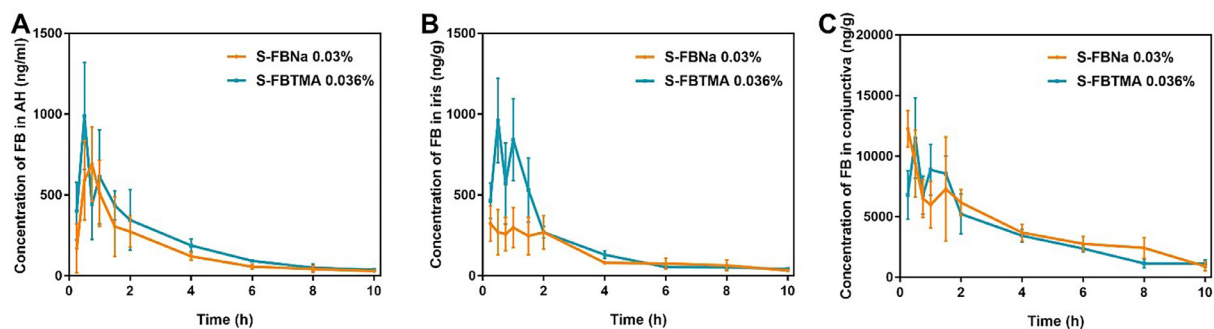 A
Concentration of FB in AH (ng/ml)
1500
1000
500
0
0 2 4 6 8 10
Time (h)
S-FBNa 0.03%
S-FBTMA 0.036%
B
Concentration of FB in iris (ng/g)
1500
1000
500
0
0 2 4 6 8 10
Time (h)
S-FBNa 0.03%
S-FBTMA 0.036%
C
Concentration of FB in conjunctiva (ng/g)
20000
15000
10000
5000
0
0 2 4 6 8 10
Time (h)
S-FBNa 0.03%
S-FBTMA 0.036%